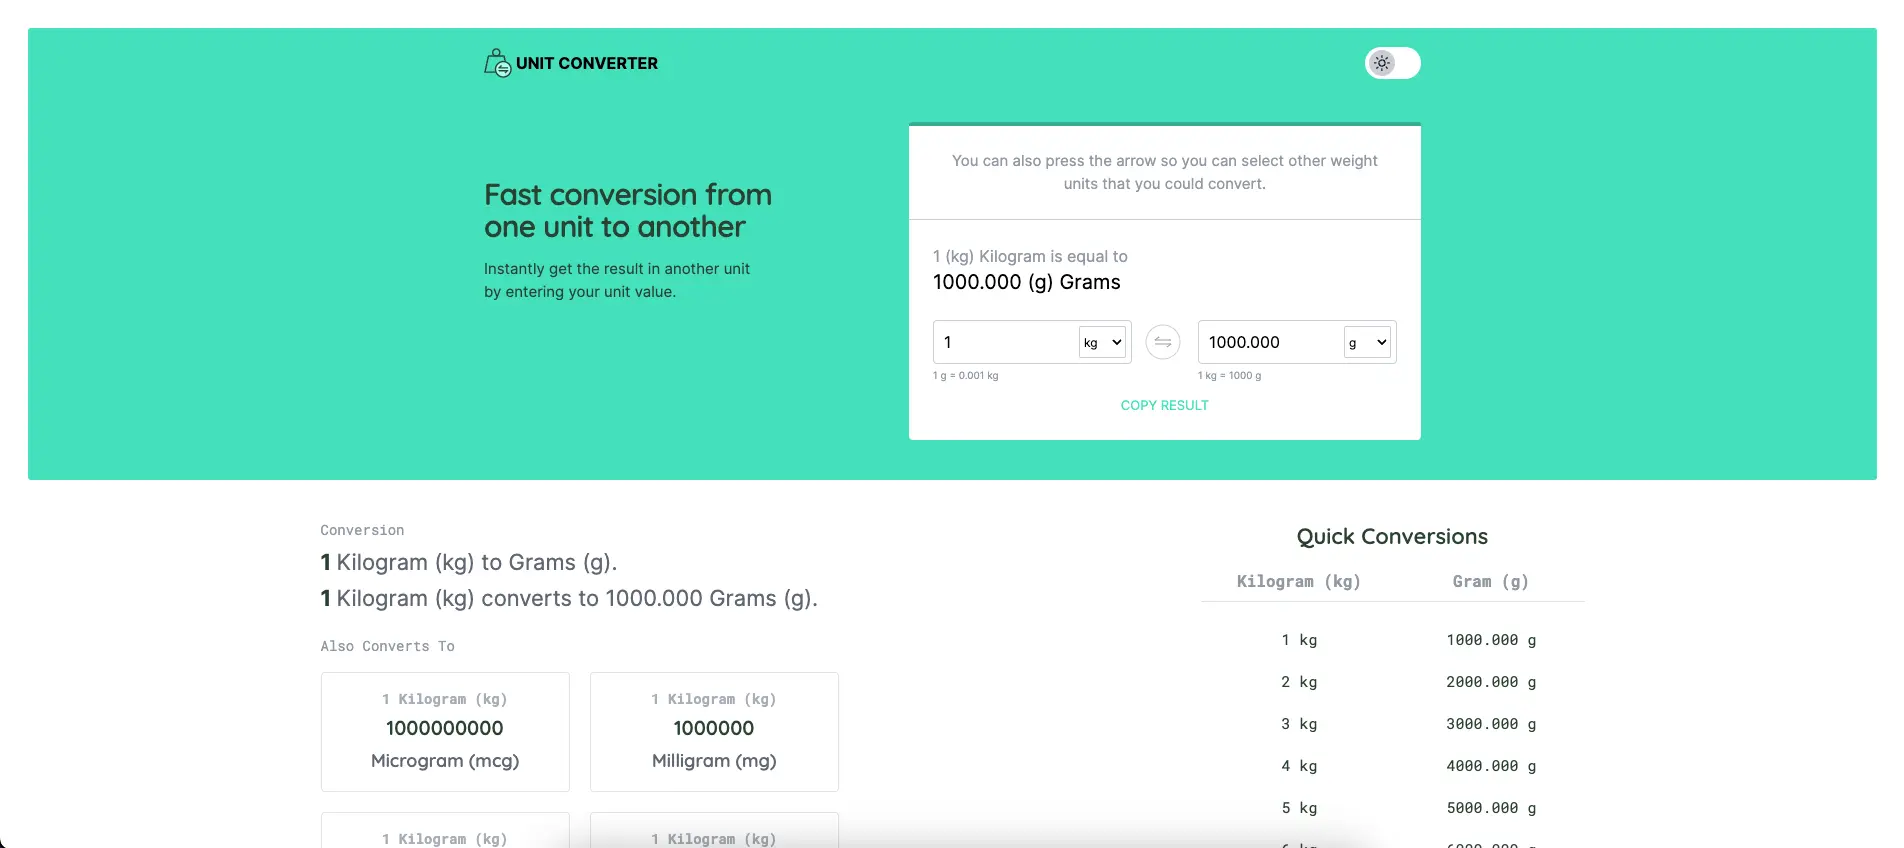 UNIT CONVERTER
Fast conversion from
one unit to another
Instantly get the result in another unit
by entering your unit value.
You can also press the arrow so you can select other weight
units that you could convert.
1 (kg) Kilogram is equal to
1000.000 (g) Grams
1 kg 1000.000 g
1 g = 0.001 kg 1 kg = 1000 g
COPY RESULT
Conversion
1 Kilogram (kg) to Grams (g).
1 Kilogram (kg) converts to 1000.000 Grams (g).
Also Converts To
1 Kilogram (kg)
1000000000
Microgram (mcg)
1 Kilogram (kg)
1000000
Milligram (mg)
1 Kilogram (kg)
1 Kilogram (kg)
Quick Conversions
Kilogram (kg) Gram (g)
1 kg 1000.000 g
2 kg 2000.000 g
3 kg 3000.000 g
4 kg 4000.000 g
5 kg 5000.000 g